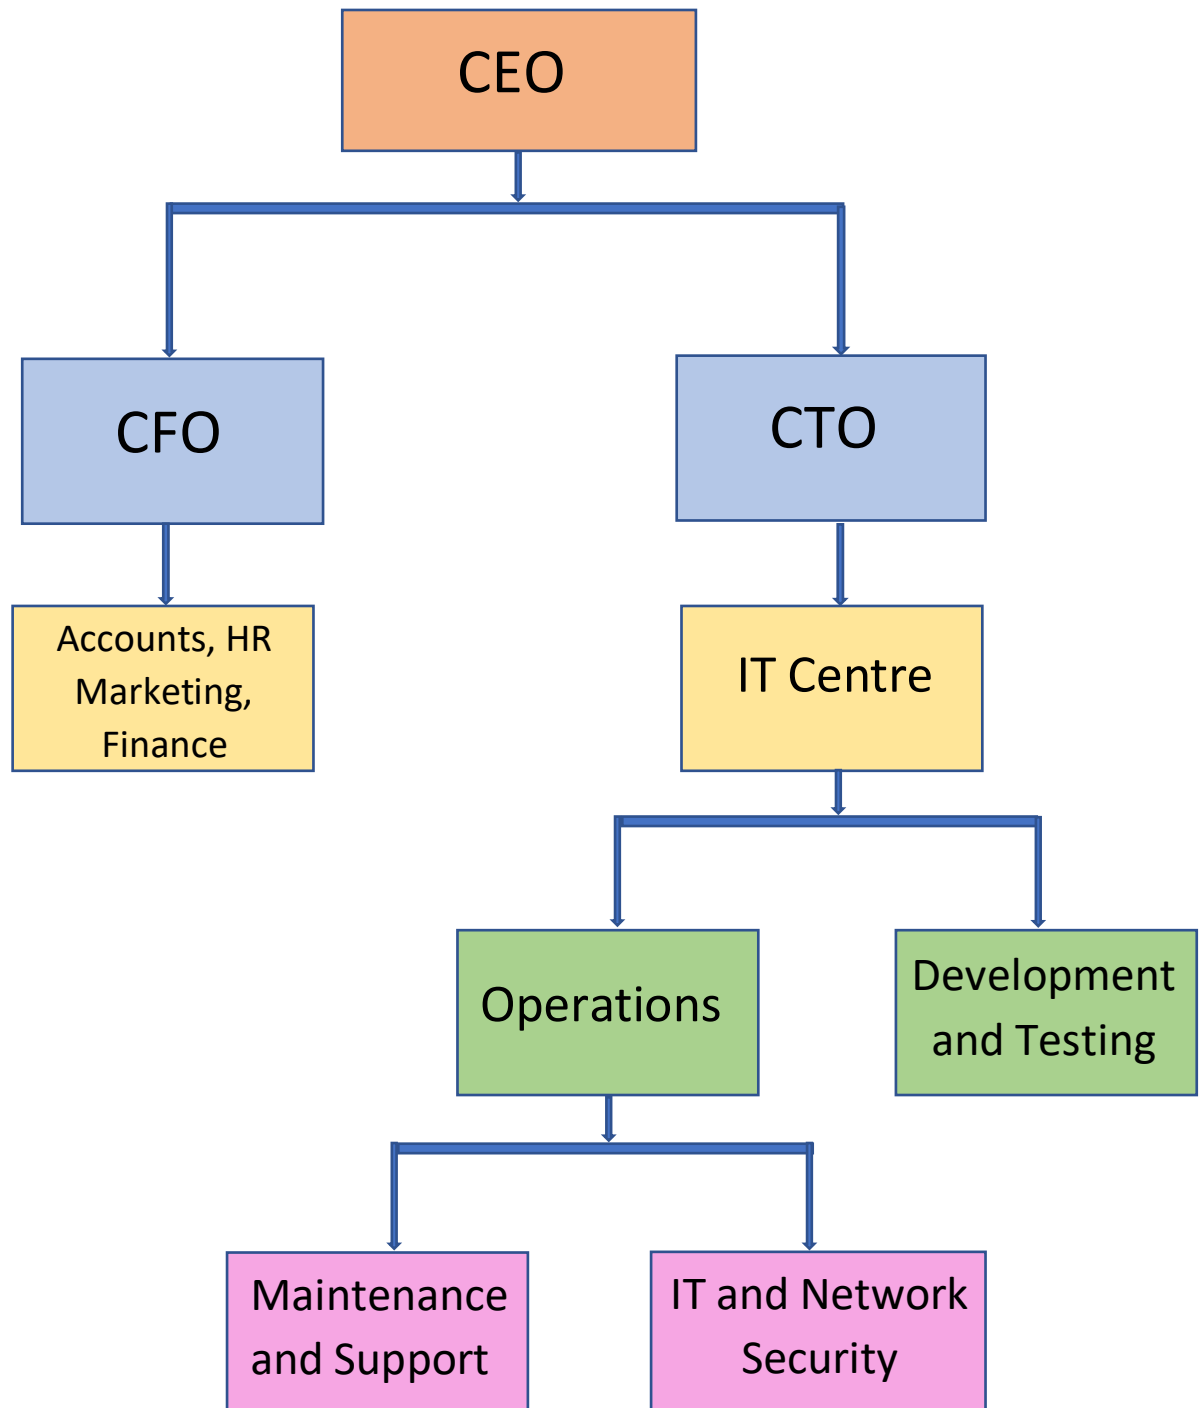 CEO
CFO
CTO
Accounts, HR
Marketing,
Finance
IT Centre
Operations
Development
and Testing
Maintenance
and Support
IT and Network
Security